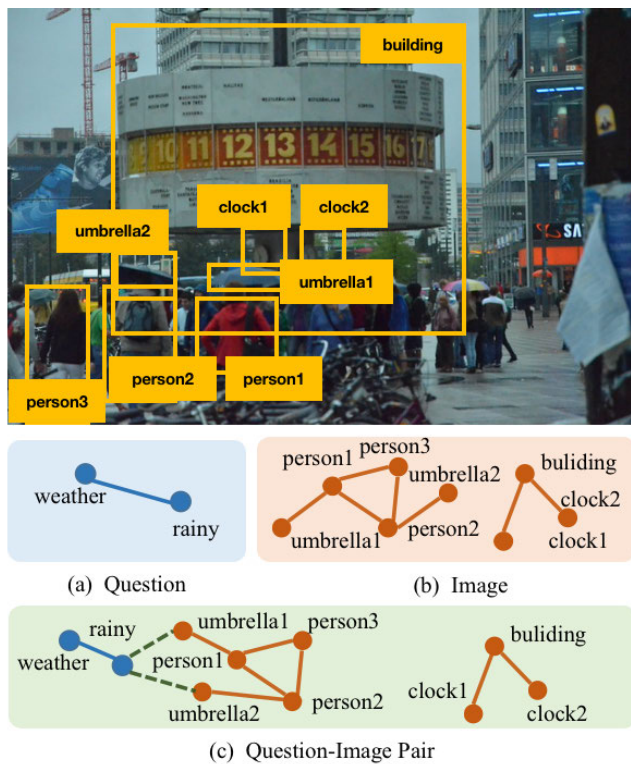 building
9 10 11 12 13 14 15 16 17
clock1 clock2
SA
umbrella2
umbrella1
person2 person1
person3
weather
rainy
person1 person3
umbrella2
umbrella1 person2
buliding
clock2
clock1
(a) Question
(b) Image
rainy
weather
umbrella1 person3
person1
umbrella2 person2
buliding
clock1
clock2
(c) Question-Image Pair